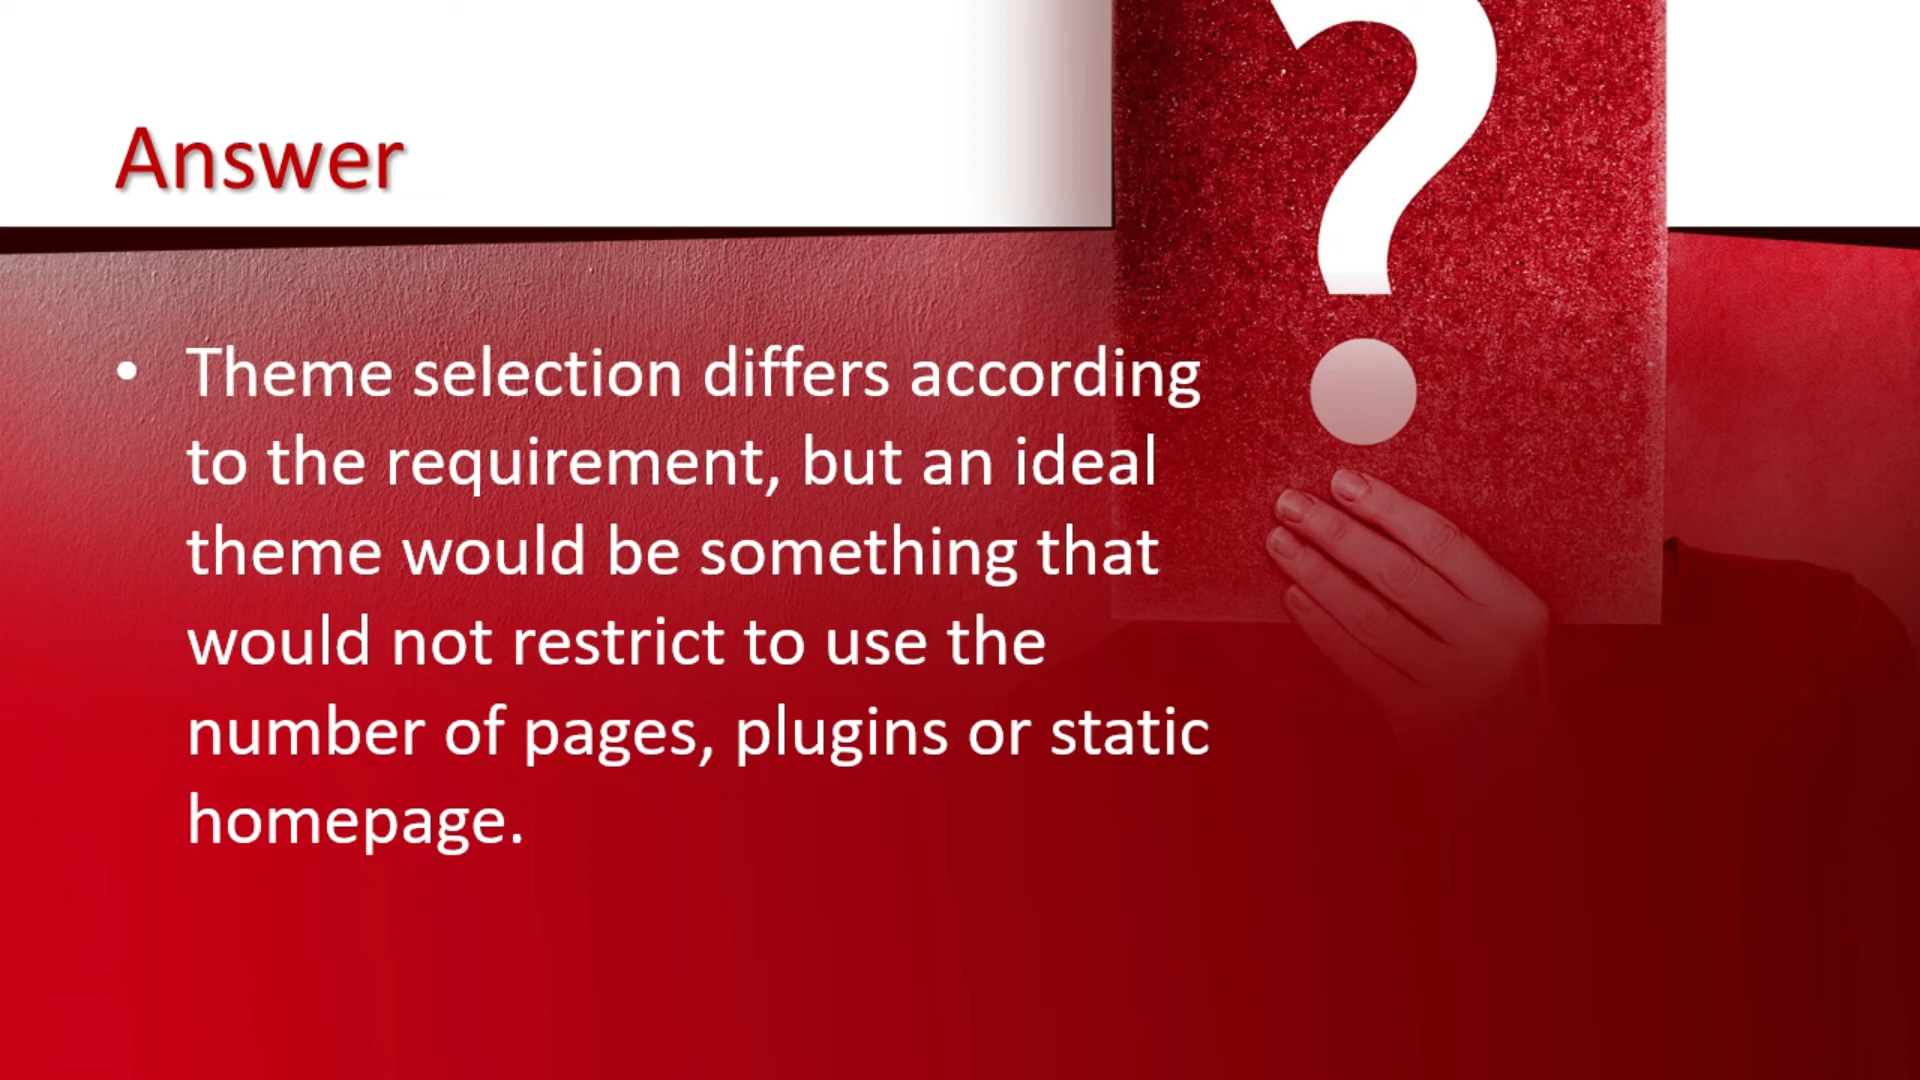 Answer
• Theme selection differs according
to the requirement, but an ideal
theme would be something that
would not restrict to use the
number of pages, plugins or static
homepage.
?